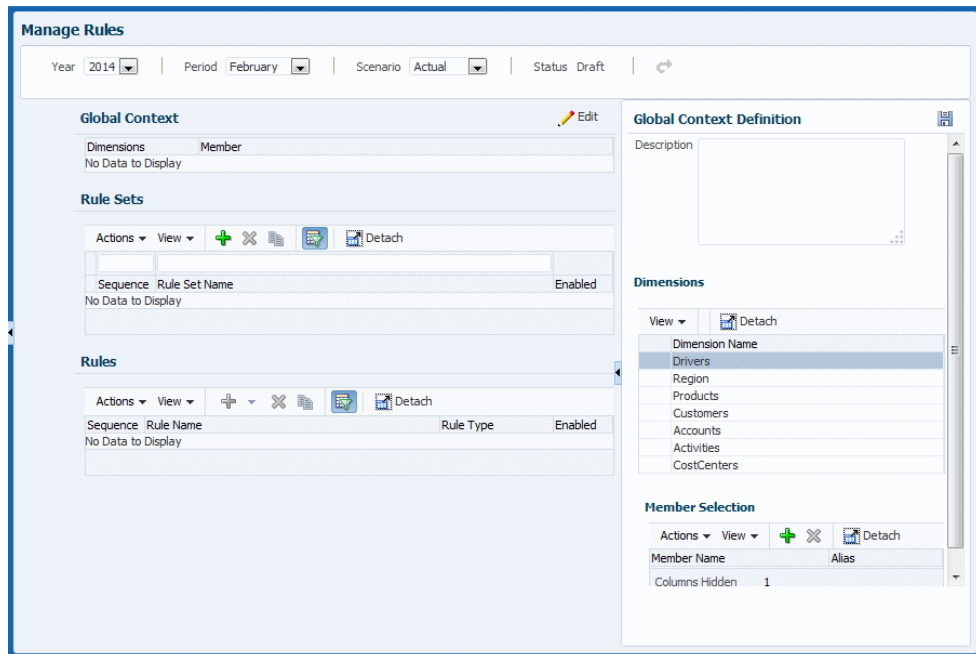 Manage Rules
Year 2014 Period February Scenario Actual Status Draft
Global Context
Edit
Dimensions Member
No Data to Display
Rule Sets
Actions View Detach
Sequence Rule Set Name Enabled
No Data to Display
Rules
Actions View Detach
Sequence Rule Name Rule Type Enabled
No Data to Display
Global Context Definition
Description
Dimensions
View Detach
Dimension Name
Drivers
Region
Products
Customers
Accounts
Activities
CostCenters
Member Selection
Actions View Detach
Member Name Alias
Columns Hidden 1